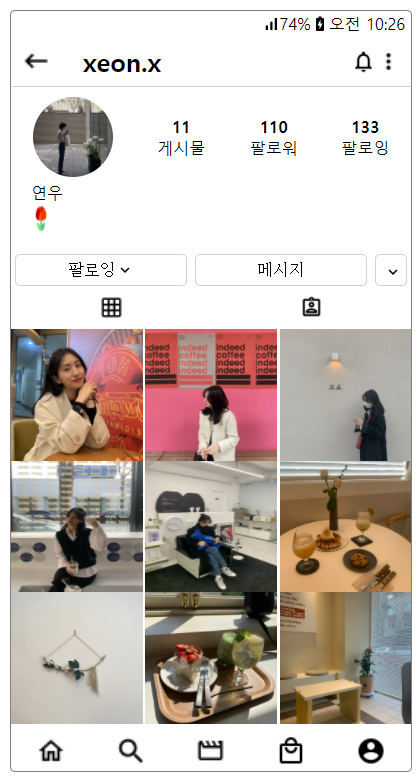 74% 오전 10:26
xeon.x
11 110 133
게시물 팔로워 팔로잉
연우
팔로잉 메시지
indeed indeed indeed
coffee coffee coffee
indeed indeed indeed
coffee coffee coffee